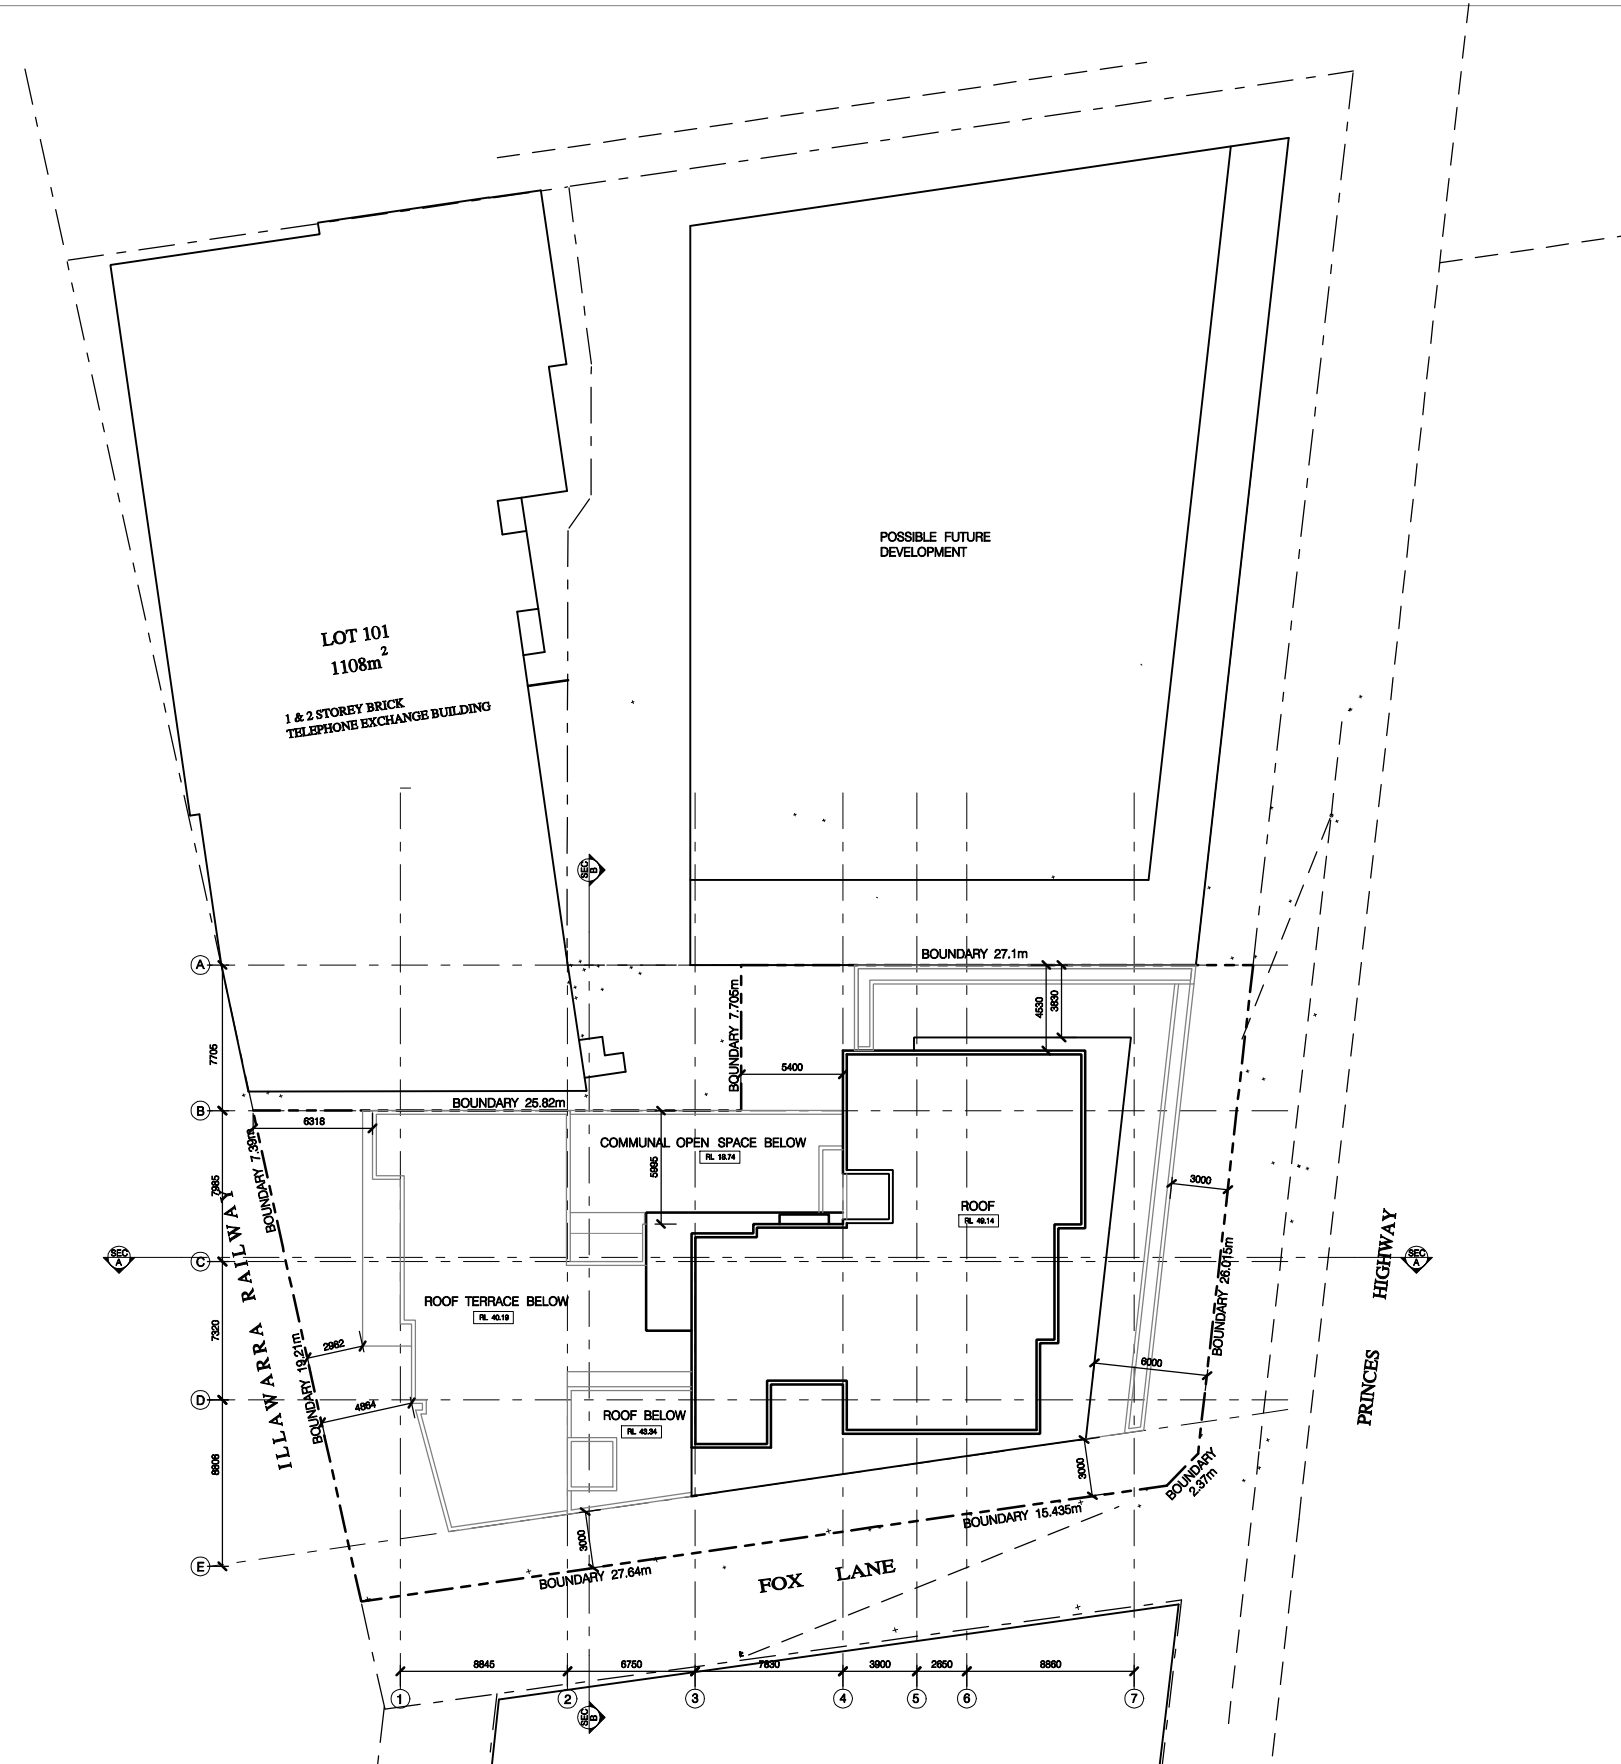 POSSIBLE FUTURE
DEVELOPMENT
LOT 101
1108m²
1 & 2 STOREY BRICK
TELEPHONE EXCHANGE BUILDING
SEC
B
A
BOUNDARY 27.1m
BOUNDARY 7.705m
4530
3830
7705
5400
B
BOUNDARY 25.82m
6318
COMMUNAL OPEN SPACE BELOW
RL 18.74
5995
BOUNDARY 7.39m
7985
3000
ROOF
RL 49.14
SEC
A
C
SEC
A
BOUNDARY 26.015m
PRINCES HIGHWAY
ILLAWARRA RAILWAY
ROOF TERRACE BELOW
RL 40.19
7320
2962
BOUNDARY 19.21m
6000
D
4864
ROOF BELOW
RL 43.34
8806
3000
BOUNDARY
2.37m
BOUNDARY 15.435m
3000
E
BOUNDARY 27.64m
FOX LANE
8845
6750
7830
3900
2650
8860
1
2
3
4
5
6
7
SEC
B